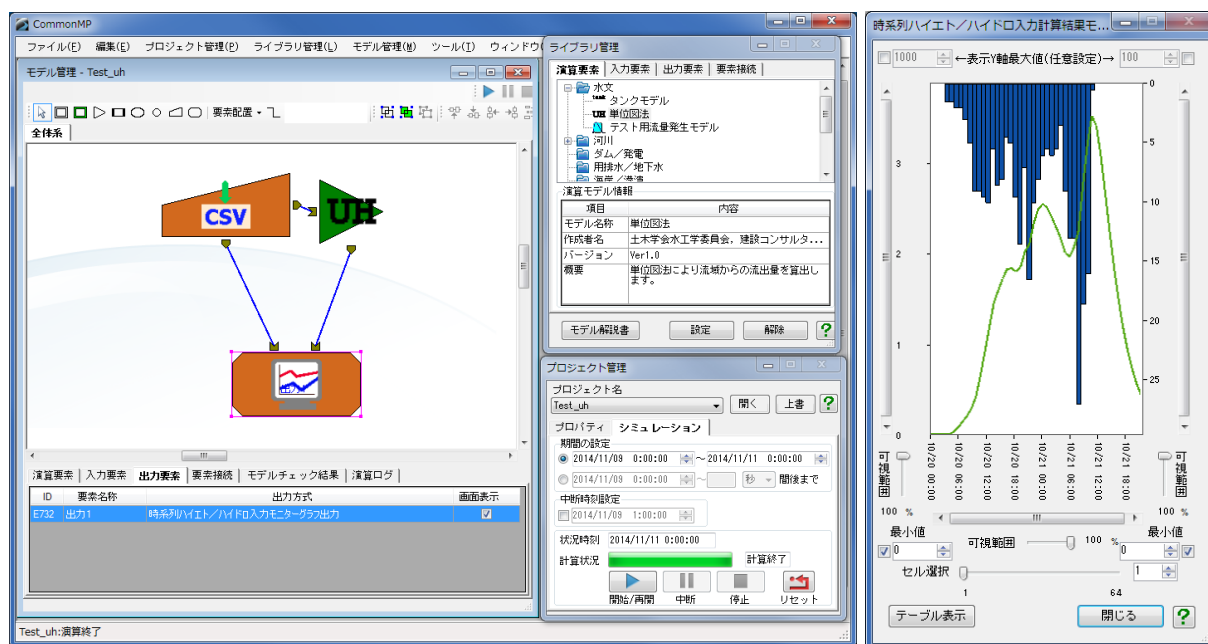 CommonMP
ファイル(F) 編集(E) プロジェクト管理(P) ライブラリ管理(L) モデル管理(M) ツール(T) ウィンドウ(
モデル管理 - Test_uh
要素配置
全体系
CSV
UH
出力
演算要素 入力要素 出力要素 要素接続 モデルチェック結果 演算ログ
ID 要素名称 出力方式 画面表示
E732 出力1 時系列ハイエト/ハイドロ入力モニターグラフ出力
Test_uh:演算終了
ライブラリ管理
演算要素 入力要素 出力要素 要素接続
水文
タンクモデル
UH 単位図法
テスト用流量発生モデル
河川
ダム/発電
用排水/地下水
海岸/港湾
演算モデル情報
項目 内容
モデル名称 単位図法
作成者名 土木学会水工学委員会, 建設コンサルタ...
バージョン Ver1.0
概要 単位図法により流域からの流出量を算出し
ます。
モデル解説書 設定 解除 ?
プロジェクト管理
プロジェクト名
Test_uh 開く 上書 ?
プロパティ シミュレーション
期間の設定
2014/11/09 0:00:00 ~ 2014/11/11 0:00:00
2014/11/09 0:00:00 ~ 秒 間後まで
中断時刻設定
2014/11/09 1:00:00
状況時刻 2014/11/11 0:00:00
計算状況 計算終了
開始/再開 中断 停止 リセット
時系列ハイエト/ハイドロ入力計算結果モ...
1000 ←表示Y軸最大値(任意設定)→ 100
0
5
3
10
2
15
20
1
25
0
10/20 00:00
10/20 06:00
10/20 12:00
10/20 18:00
10/21 00:00
10/21 06:00
10/21 12:00
10/21 18:00
可視範囲 可視範囲
100 % 100 %
最小値 可視範囲 100 % 最小値
0 0
セル選択 1
1 64
テーブル表示 閉じる ?